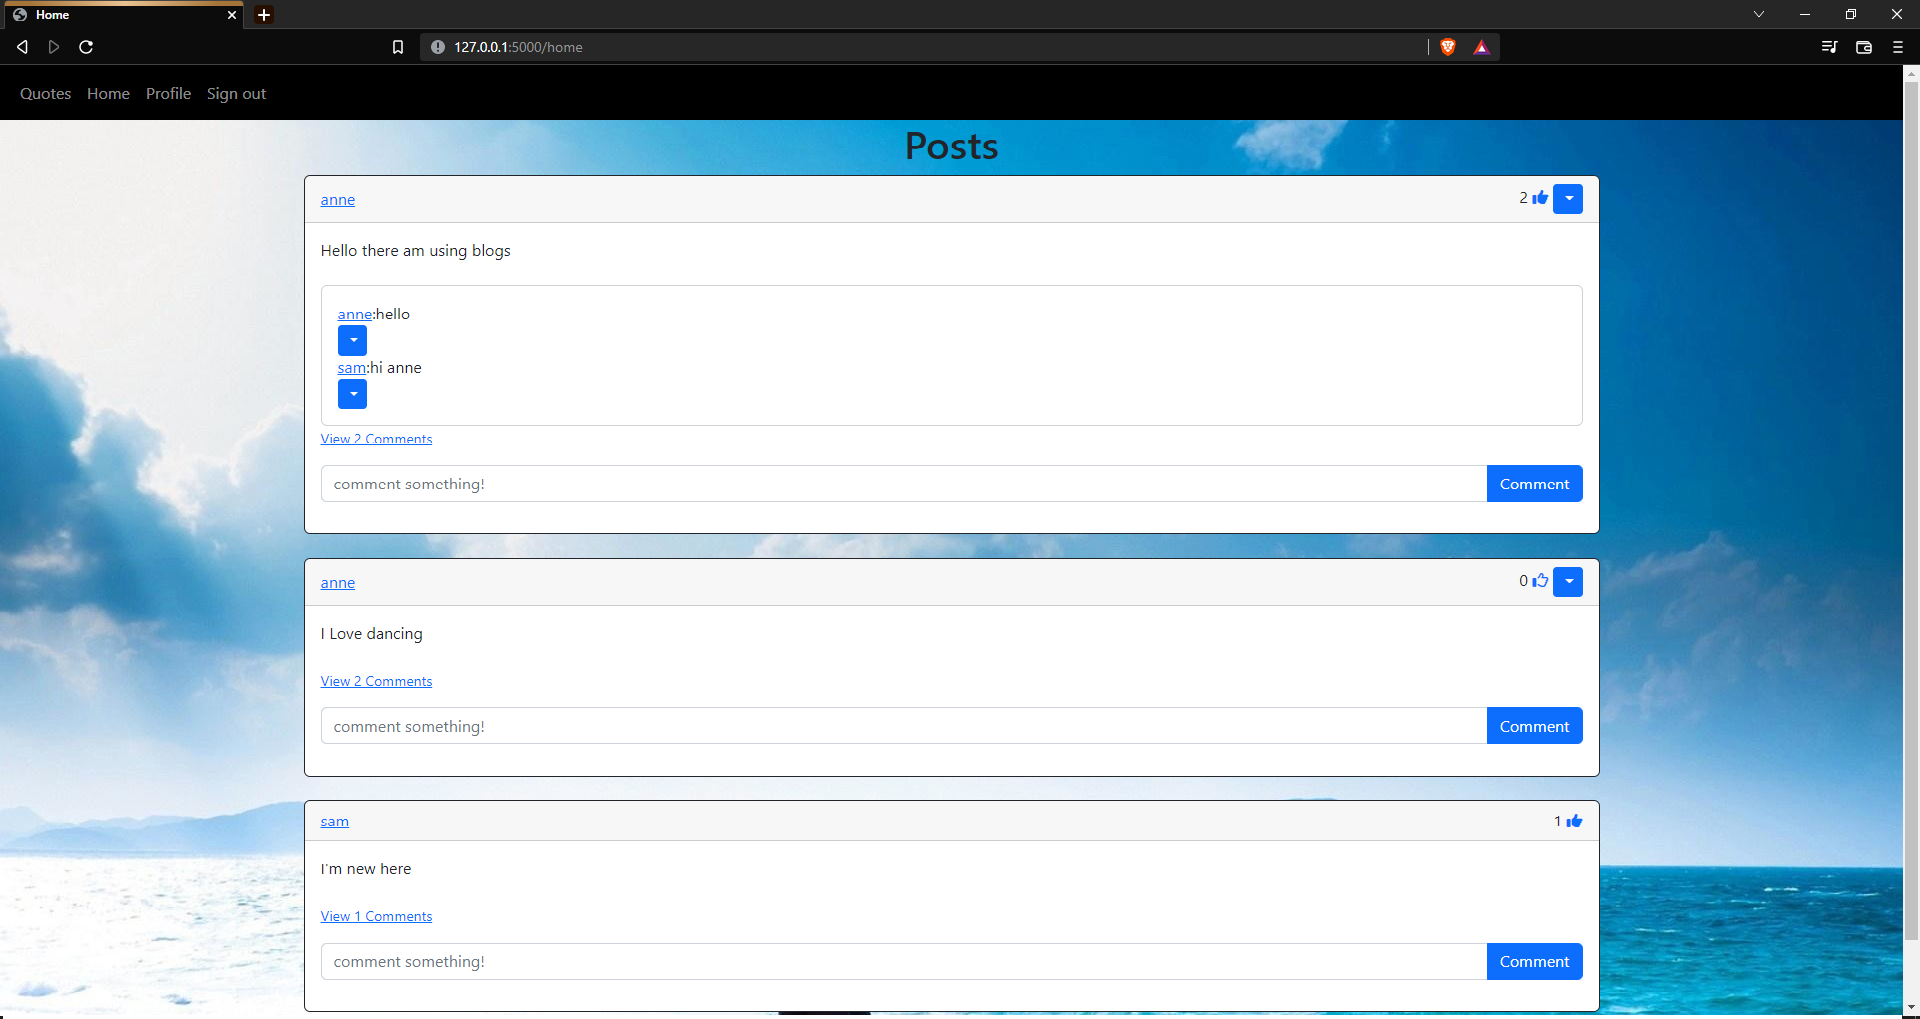 Home
127.0.0.1:5000/home
Quotes Home Profile Sign out
Posts
anne 2
Hello there am using blogs
anne:hello
sam:hi anne
View 2 Comments
comment something! Comment
anne 0
I Love dancing
View 2 Comments
comment something! Comment
sam 1
I'm new here
View 1 Comments
comment something! Comment